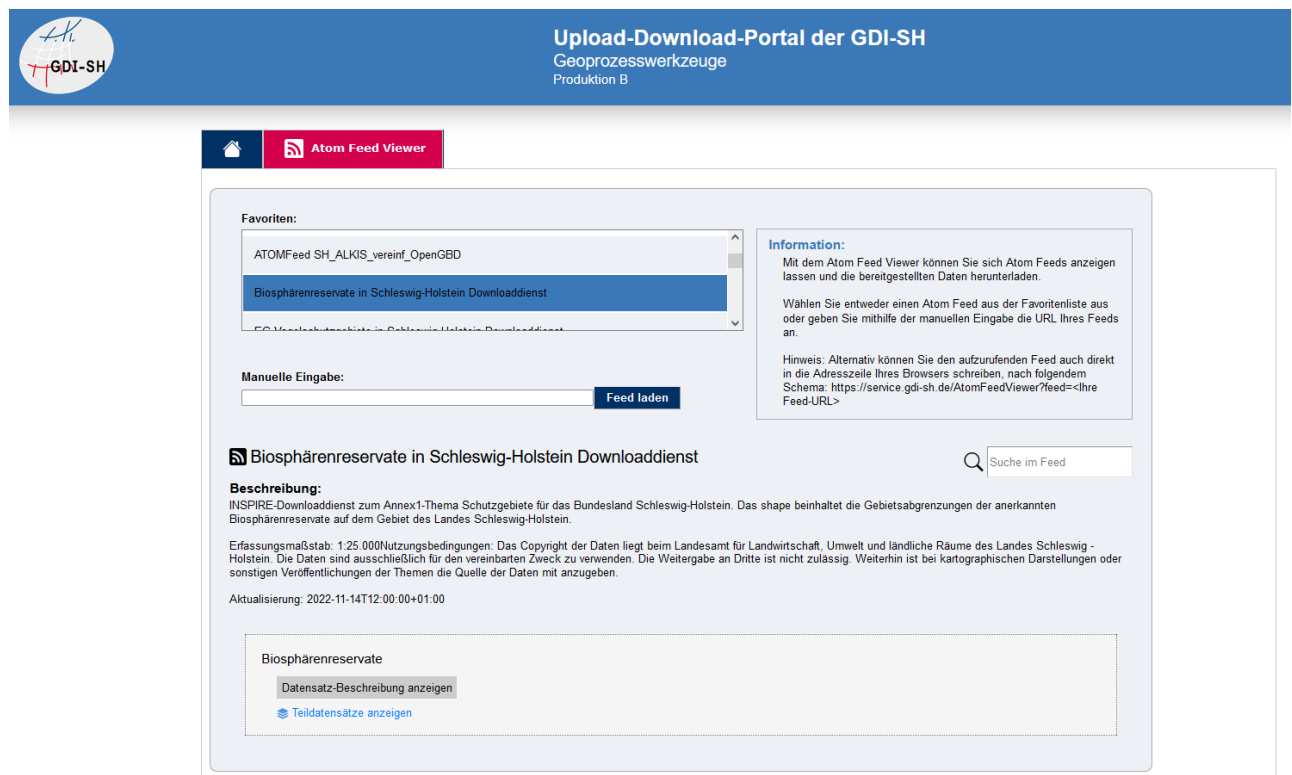 GDI-SH
Upload-Download-Portal der GDI-SH
Geoprozesswerkzeuge
Produktion B
Atom Feed Viewer
Favoriten:
ATOMFeed SH_ALKIS_vereinf_OpenGBD
Biosphärenreservate in Schleswig-Holstein Downloaddienst
EG-Vogelschutzgebiete in Schleswig-Holstein Downloaddienst
Manuelle Eingabe:
Feed laden
Information:
Mit dem Atom Feed Viewer können Sie sich Atom Feeds anzeigen
lassen und die bereitgestellten Daten herunterladen.
Wählen Sie entweder einen Atom Feed aus der Favoritenliste aus
oder geben Sie mithilfe der manuellen Eingabe die URL Ihres Feeds
an.
Hinweis: Alternativ können Sie den aufzurufenden Feed auch direkt
in die Adresszeile Ihres Browsers schreiben, nach folgendem
Schema: https://service.gdi-sh.de/AtomFeedViewer?feed=<Ihre
Feed-URL>
Biosphärenreservate in Schleswig-Holstein Downloaddienst
Suche im Feed
Beschreibung:
INSPIRE-Downloaddienst zum Annex1-Thema Schutzgebiete für das Bundesland Schleswig-Holstein. Das shape beinhaltet die Gebietsabgrenzungen der anerkannten
Biosphärenreservate auf dem Gebiet des Landes Schleswig-Holstein.
Erfassungsmaßstab: 1:25.000Nutzungsbedingungen: Das Copyright der Daten liegt beim Landesamt für Landwirtschaft, Umwelt und ländliche Räume des Landes Schleswig -
Holstein. Die Daten sind ausschließlich für den vereinbarten Zweck zu verwenden. Die Weitergabe an Dritte ist nicht zulässig. Weiterhin ist bei kartographischen Darstellungen oder
sonstigen Veröffentlichungen der Themen die Quelle der Daten mit anzugeben.
Aktualisierung: 2022-11-14T12:00:00+01:00
Biosphärenreservate
Datensatz-Beschreibung anzeigen
Teildatensätze anzeigen